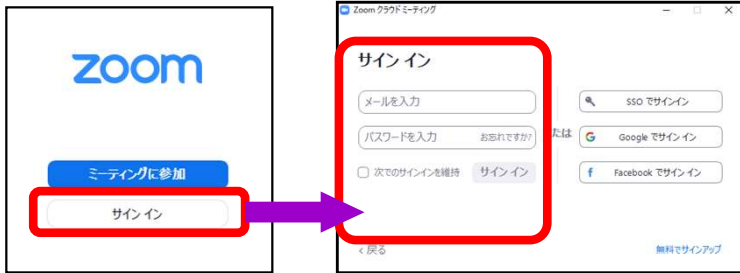 zoom
ミーティングに参加
サイン イン
Zoom クラウド ミーティング
サイン イン
メールを入力
パスワードを入力 お忘れですか?
次でのサインインを維持 サイン イン
たは
SSO でサインイン
Google でサイン イン
Facebook でサイン イン
< 戻る
無料でサインアップ